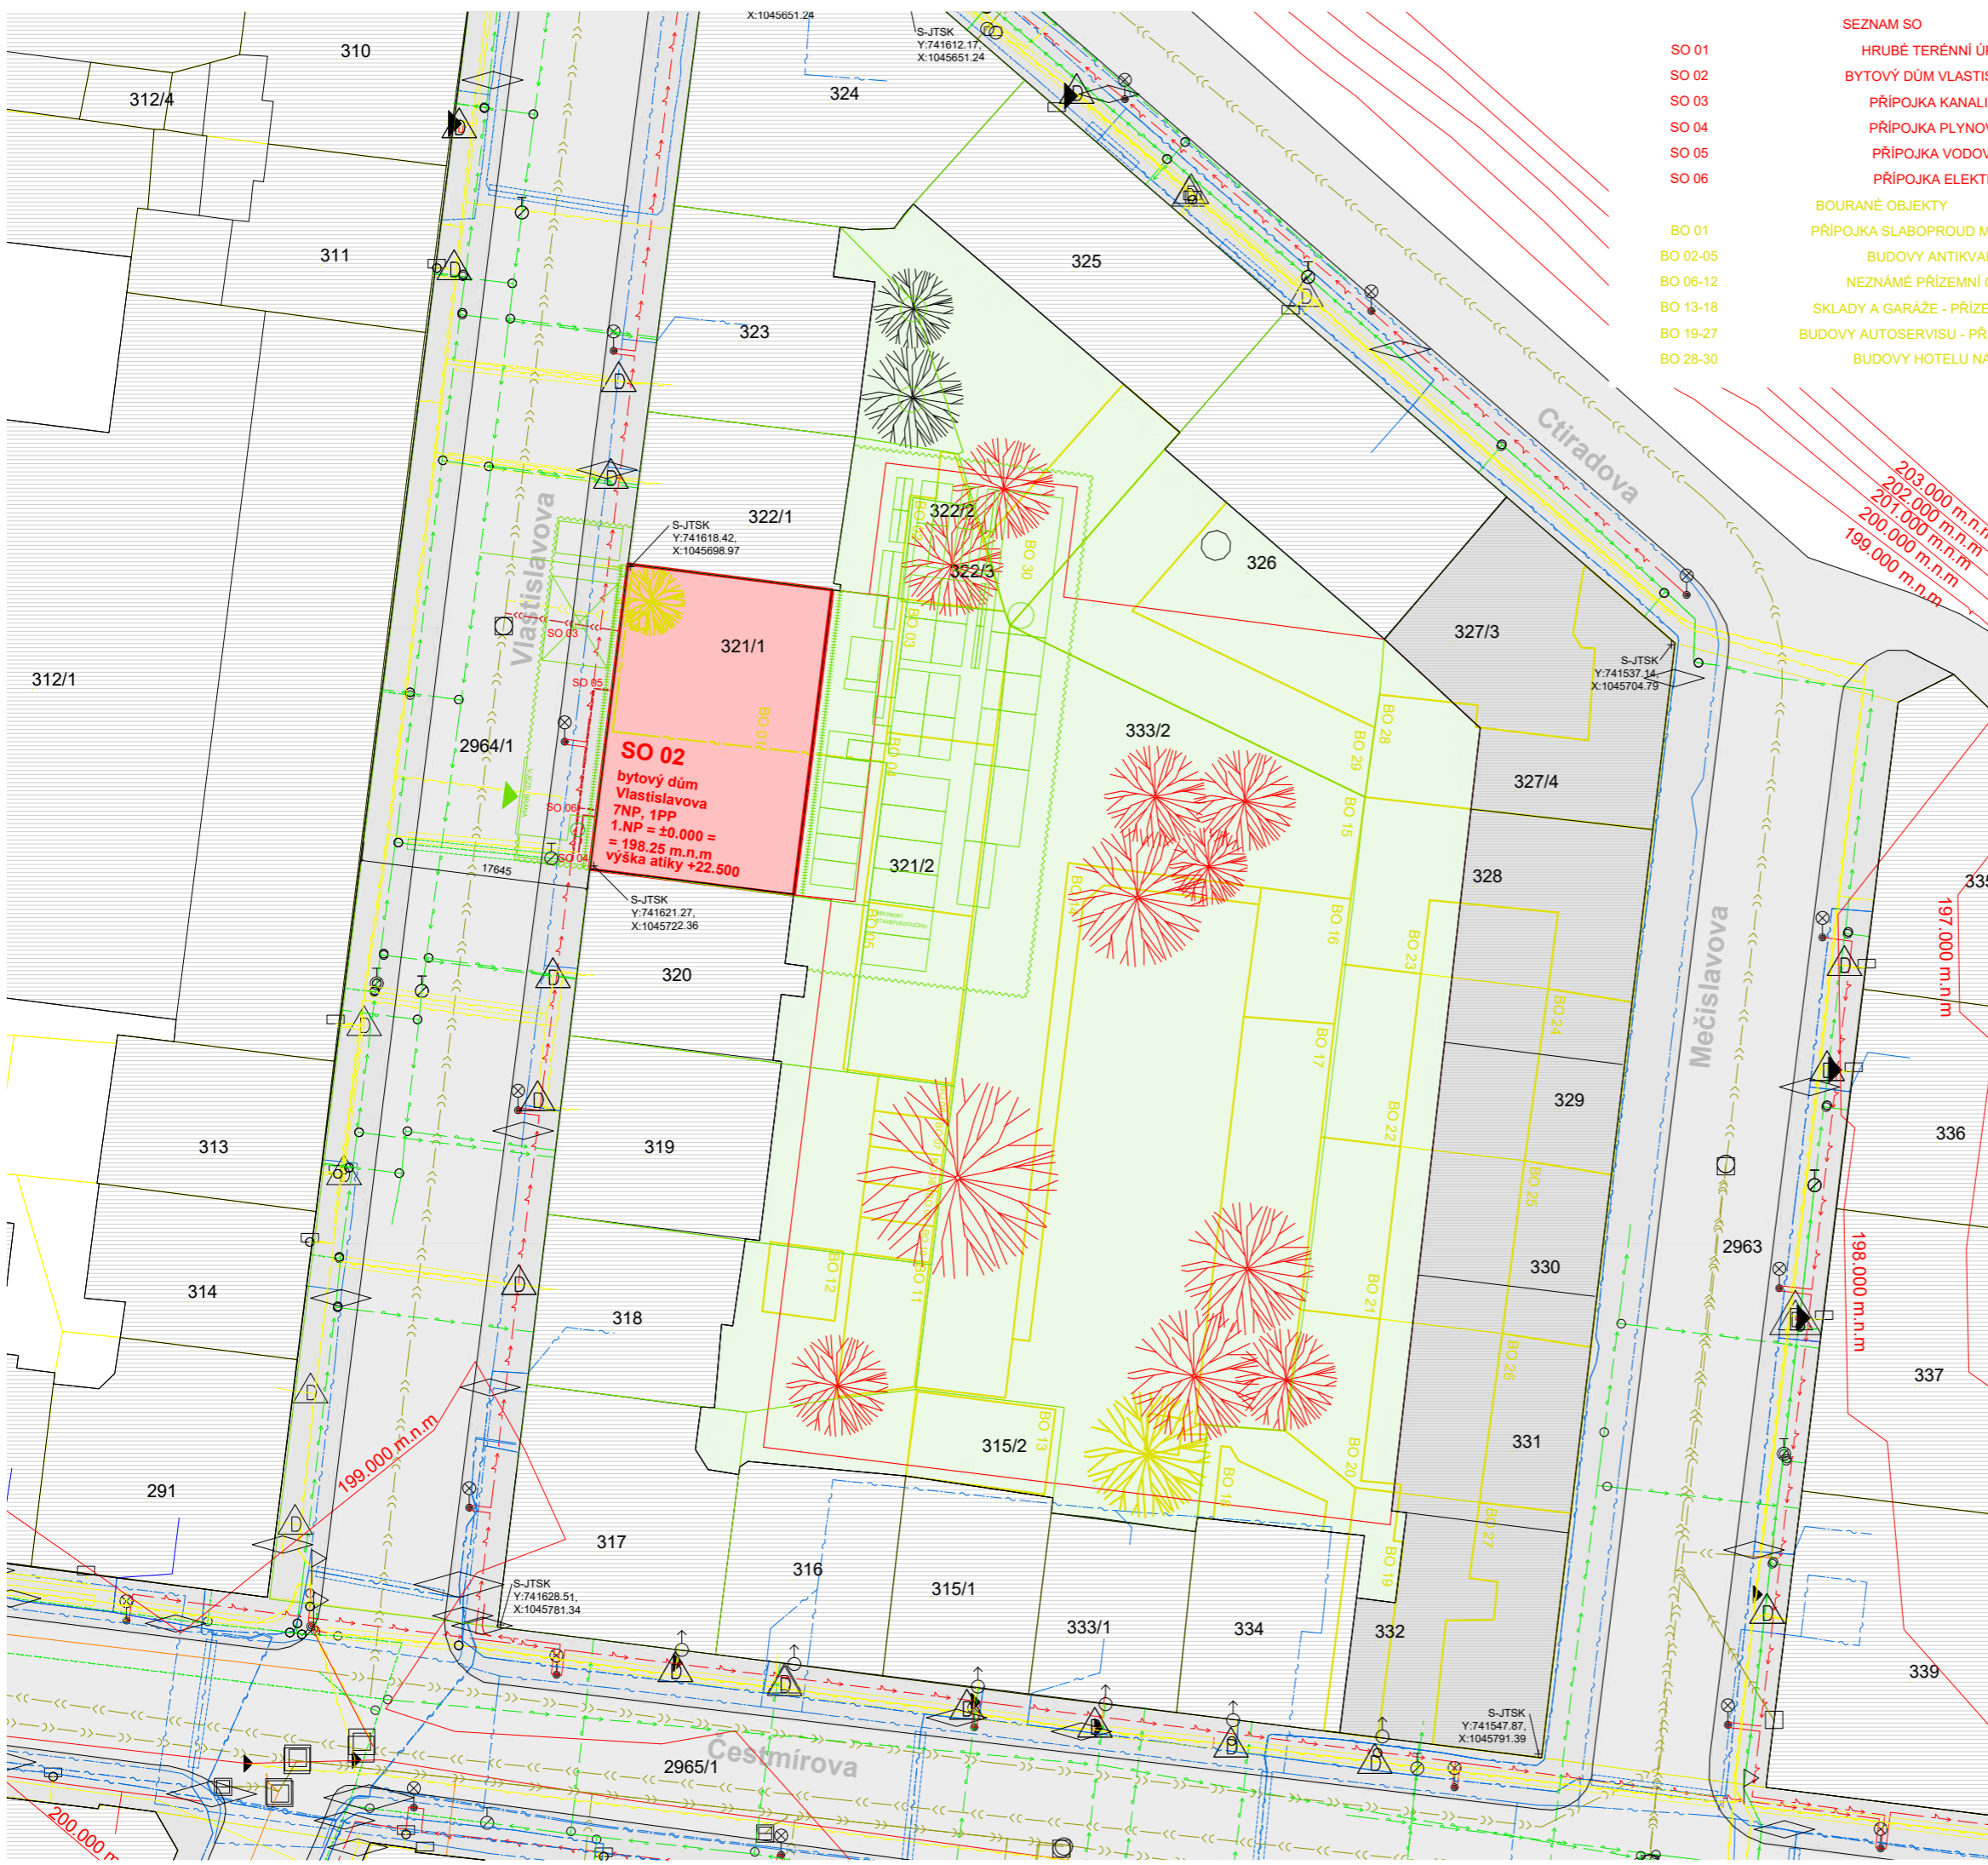 X:1045651.24
S-JTSK
Y:741612.17,
X:1045651.24
SEZNAM SO
SO 01 HRUBÉ TERÉNNÍ
SO 02 BYTOVÝ DŮM
SO 03 PŘÍPOJKA
SO 04 PŘÍPOJKA
SO 05 PŘÍPOJKA
SO 06 PŘÍPOJKA
BOURANÉ OBJEKTY
BO 01 PŘÍPOJKA SLABOPROUD
BO 02-05 BUDOVY
BO 06-12 NEZNÁMÉ PŘÍZEMNÍ
BO 13-18 SKLADY A GARÁŽE -
BO 19-27 BUDOVY AUTOSERVISU -
BO 28-30 BUDOVY HOTELU
310
312/4
324
311
325
323
Ctiradova
203.000 m.n.m
202.000 m.n.m
201.000 m.n.m
200.000 m.n.m
199.000 m.n.m
322/1
322/2
322/3
326
327/3
S-JTSK
Y:741618.42,
X:1045698.97
Vlastislavova
BO 30
BO 03
SO 03
321/1
S-JTSK
Y:741537.14,
X:1045704.79
312/1
SO 05
BO 01
BO 28
BO 29
333/2
2964/1
SO 02
bytový dům
Vlastislavova
7NP, 1PP
1.NP = ±0.000 =
= 198.25 m.n.m
výška atiky +22.500
BO 04
327/4
SO 06
SO 04
BO 15
17645
321/2
328
S-JTSK
Y:741621.27,
X:1045722.36
BO 05
BO 16
BO 23
Mečislavova
197.000 m.n.m
320
BO 24
BO 17
329
BO 22
313
319
336
BO 25
314
318
BO 12
BO 11
BO 21
330
2963
198.000 m.n.m
BO 26
337
199.000 m.n.m
315/2
BO 13
331
BO 20
BO 18
291
BO 27
317
316
315/1
333/1
334
BO 19
332
339
S-JTSK
Y:741628.51,
X:1045781.34
S-JTSK
Y:741547.87,
X:1045791.39
Čestmírova
2965/1
200.000